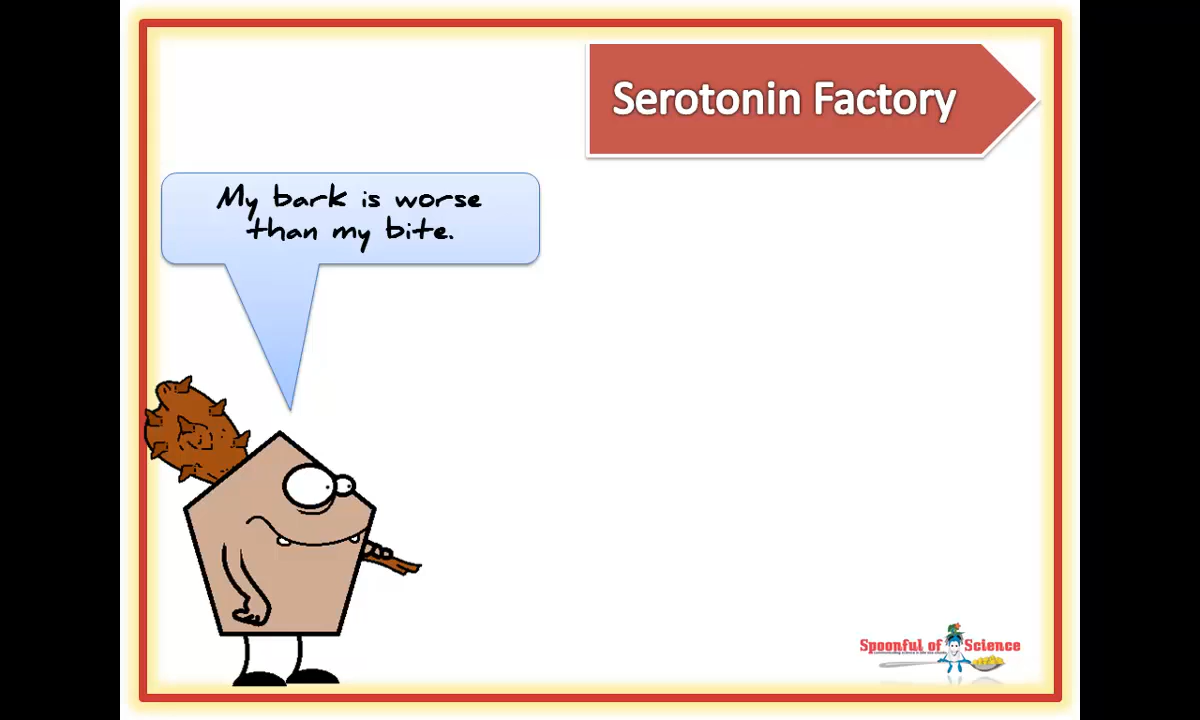 Serotonin Factory
My bark is worse
than my bite.
Spoonful of Science